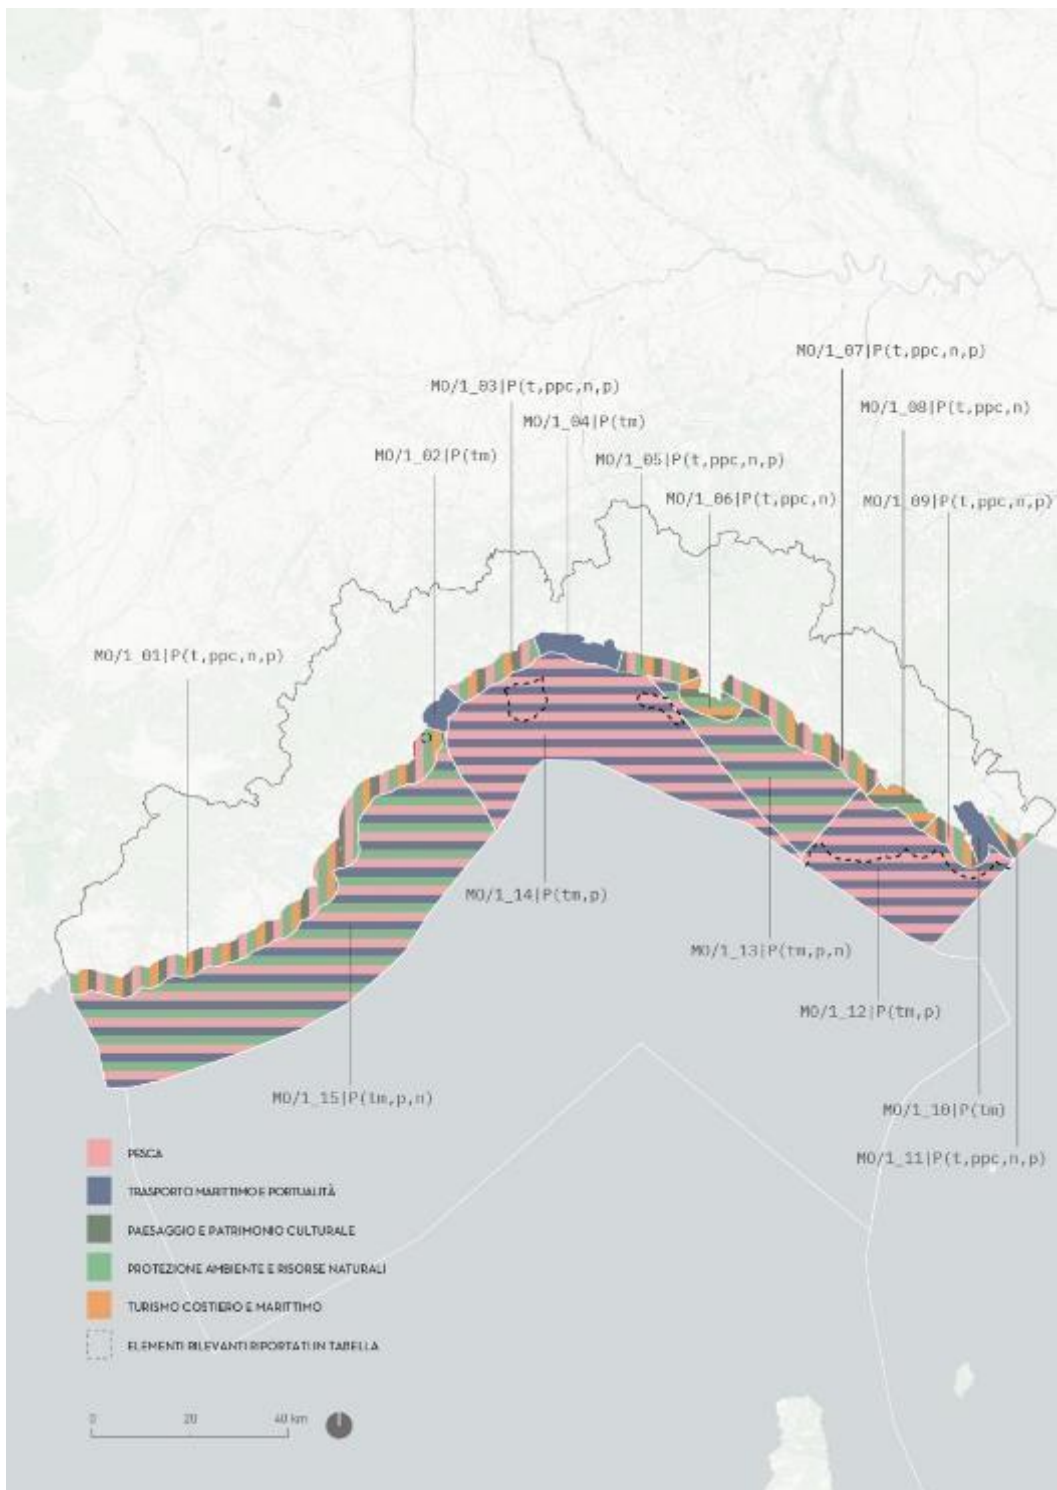 MO/1_07|P(t,ppc,n,p)
MO/1_03|P(t,ppc,n,p)
MO/1_08|P(t,ppc,n)
MO/1_04|P(tm)
MO/1_02|P(tm)
MO/1_05|P(t,ppc,n,p)
MO/1_06|P(t,ppc,n)
MO/1_09|P(t,ppc,n,p)
MO/1_01|P(t,ppc,n,p)
MO/1_14|P(tm,p)
MO/1_13|P(tm,p,n)
MO/1_12|P(tm,p)
MO/1_15|P(tm,p,n)
MO/1_10|P(tm)
MO/1_11|P(t,ppc,n,p)
PESCA
TRASPORTO MARITTIMO E PORTUALITÀ
PAESAGGIO E PATRIMONIO CULTURALE
PROTEZIONE AMBIENTE E RISORSE NATURALI
TURISMO COSTIERO E MARITTIMO
ELEMENTI RILEVANTI RIPORTATI IN TABELLA
0 20 40 km